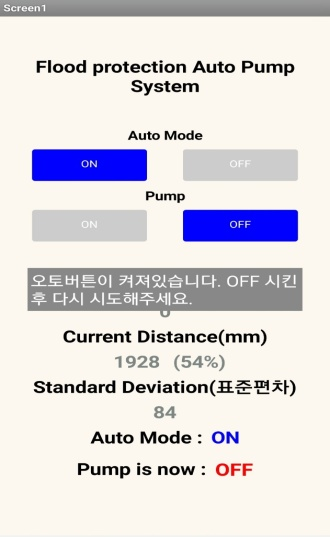 Screen1
Flood protection Auto Pump
System
Auto Mode
ON OFF
Pump
ON OFF
오토버튼이 켜져있습니다. OFF 시킨
후 다시 시도해주세요.
Current Distance(mm)
1928 (54%)
Standard Deviation(표준편차)
84
Auto Mode : ON
Pump is now : OFF